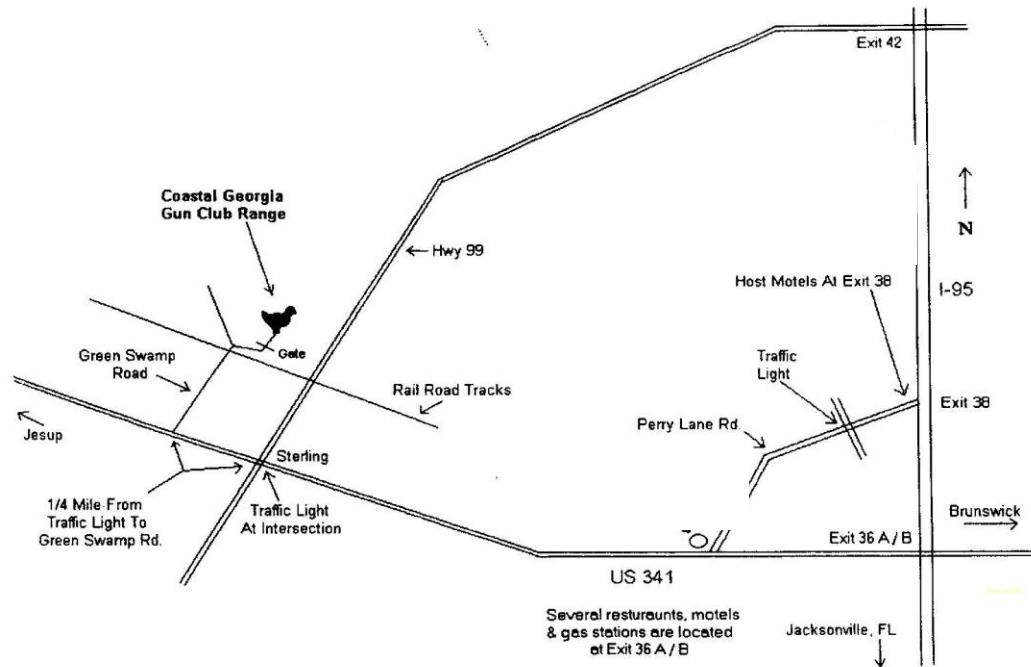 Exit 42
Coastal Georgia
Gun Club Range
Hwy 99
N
Host Motels At Exit 38
I-95
Gate
Green Swamp
Road
Traffic
Light
Rail Road Tracks
Exit 38
Jesup
Perry Lane Rd.
Sterling
1/4 Mile From
Traffic Light To
Green Swamp Rd.
Traffic Light
At Intersection
Brunswick
Exit 36 A / B
US 341
Several resturaunts, motels
& gas stations are located
at Exit 36 A / B
Jacksonville, FL